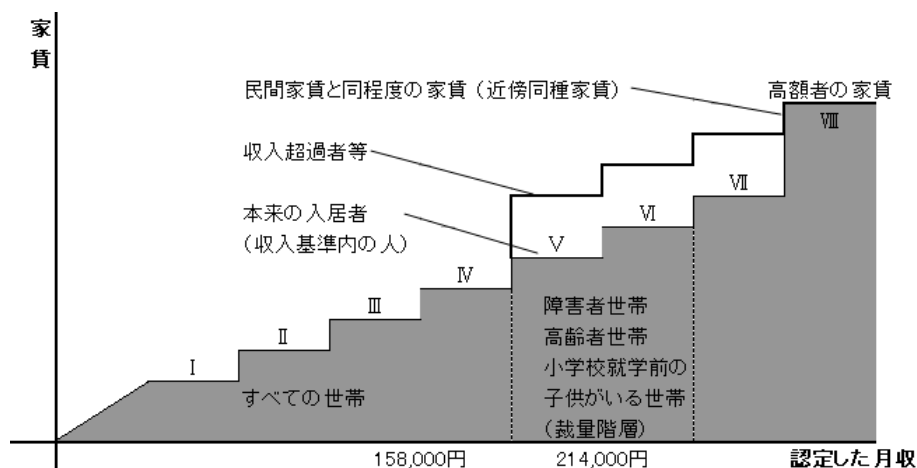 家
賃
民間家賃と同程度の家賃（近傍同種家賃）
高額者の家賃
Ⅷ
収入超過者等
Ⅶ
本来の入居者
（収入基準内の人）
Ⅵ
Ⅴ
Ⅳ
Ⅲ
Ⅱ
Ⅰ
すべての世帯
障害者世帯
高齢者世帯
小学校就学前の
子供がいる世帯
（裁量階層）
158,000円
214,000円
認定した月収